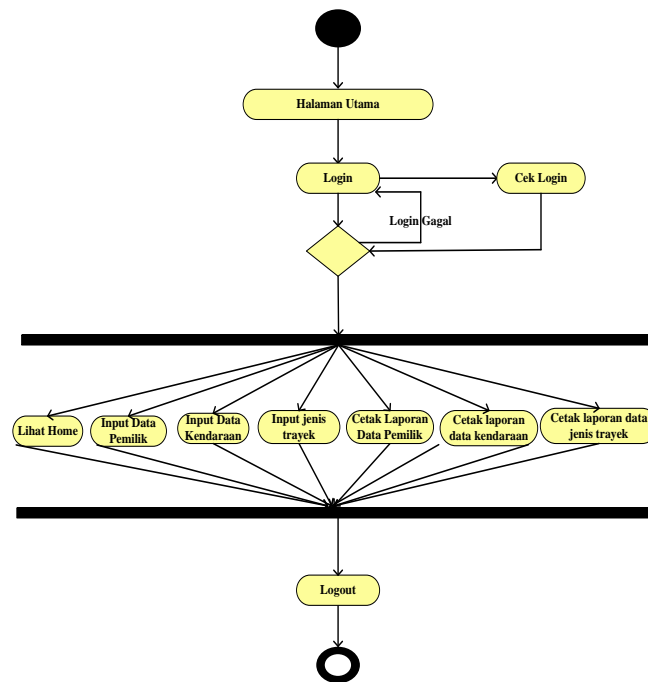 Halaman Utama
Login
Cek Login
Login Gagal
Lihat Home
Input Data
Pemilik
Input Data
Kendaraan
Input jenis
trayek
Cetak Laporan
Data Pemilik
Cetak laporan
data kendaraan
Cetak laporan data
jenis trayek
Logout